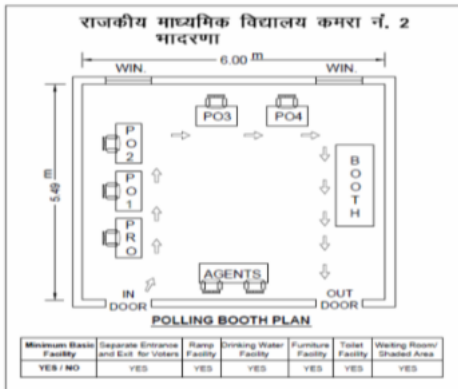 राजकीय माध्यमिक विद्यालय कमरा नं. 2
भादरणा
6.00 m
WIN.
WIN.
PO3
PO4
PO2
BOOTH
5.49 m
PO1
PRO
AGENTS
IN DOOR
OUT DOOR
POLLING BOOTH PLAN
Minimum Basic Facility
Separate Entrance and Exit for Voters
Ramp Facility
Drinking Water Facility
Furniture Facility
Toilet Facility
Waiting Room/ Shaded Area
YES / NO
YES
YES
YES
YES
YES
YES